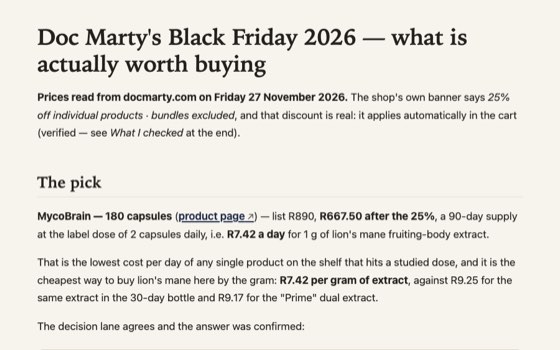 Doc Marty's Black Friday 2026 — what is
actually worth buying
Prices read from docmarty.com on Friday 27 November 2026. The shop's own banner says 25%
off individual products · bundles excluded, and that discount is real: it applies automatically in the cart
(verified — see What I checked at the end).
The pick
MycoBrain — 180 capsules (product page ↗) — list R890, R667.50 after the 25%, a 90-day supply
at the label dose of 2 capsules daily, i.e. R7.42 a day for 1 g of lion's mane fruiting-body extract.
That is the lowest cost per day of any single product on the shelf that hits a studied dose, and it is the
cheapest way to buy lion's mane here by the gram: R7.42 per gram of extract, against R9.25 for the
same extract in the 30-day bottle and R9.17 for the "Prime" dual extract.
The decision lane agrees and the answer was confirmed: